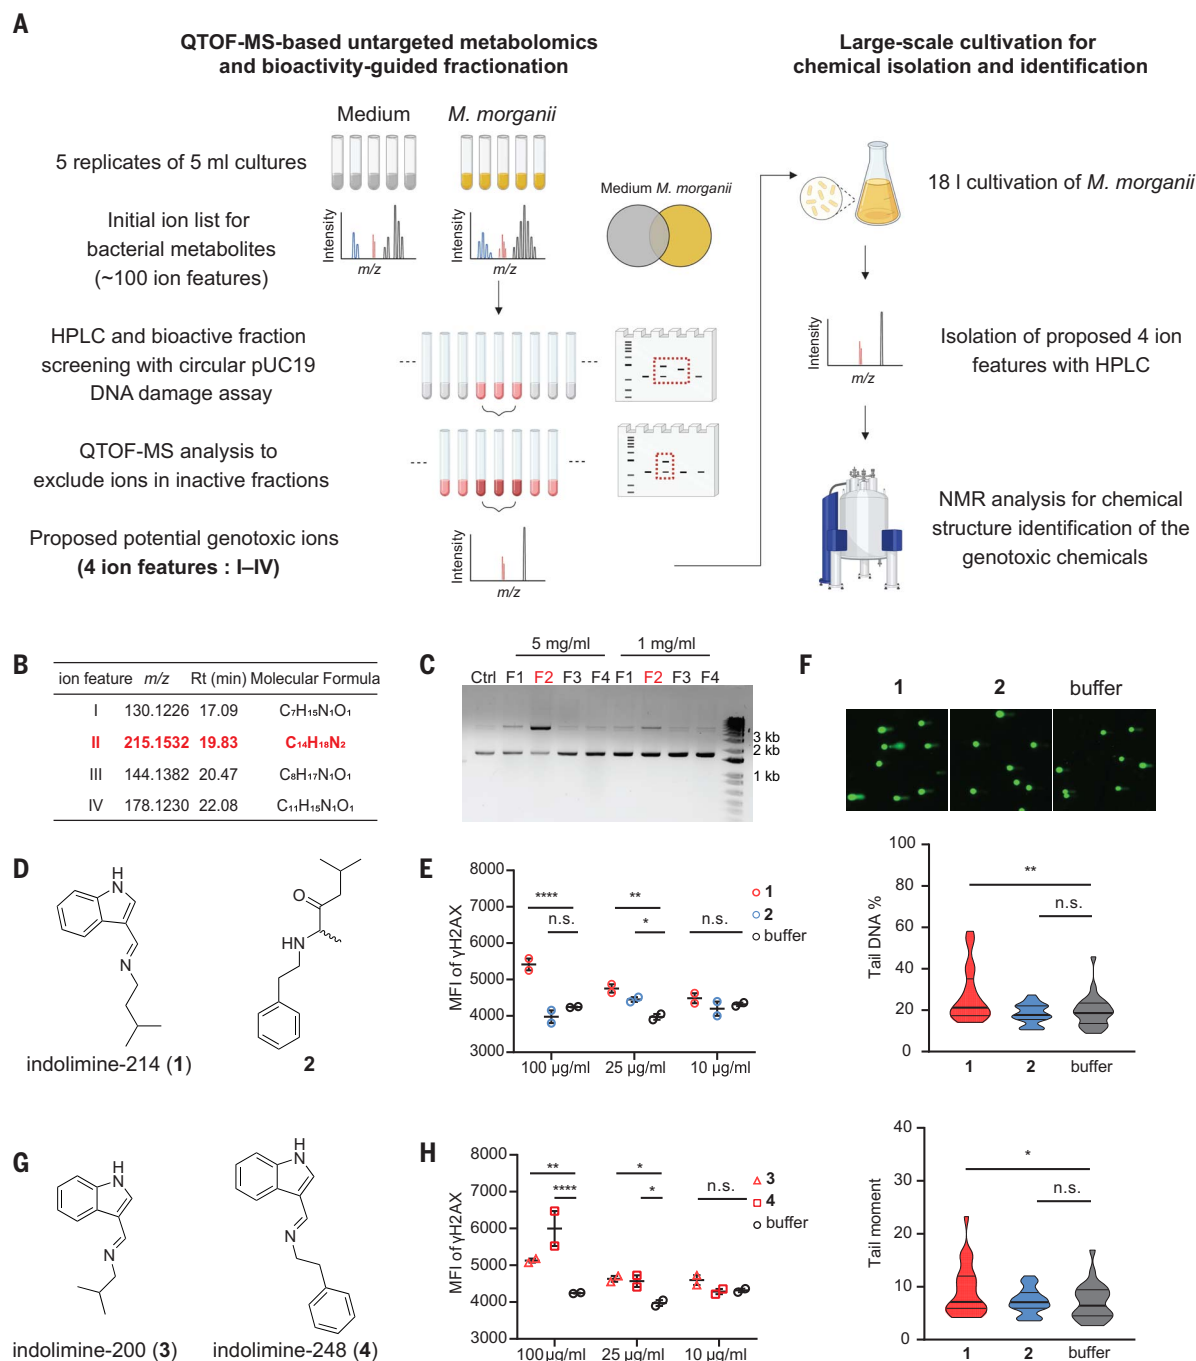 A
QTOF-MS-based untargeted metabolomics
and bioactivity-guided fractionation
Large-scale cultivation for
chemical isolation and identification
Medium M. morganii
5 replicates of 5 ml cultures
Medium M. morganii
18 l cultivation of M. morganii
Initial ion list for
bacterial metabolites
(~100 ion features)
Intensity
m/z
Intensity
m/z
HPLC and bioactive fraction
screening with circular pUC19
DNA damage assay
Intensity
m/z
Isolation of proposed 4 ion
features with HPLC
QTOF-MS analysis to
exclude ions in inactive fractions
Proposed potential genotoxic ions
(4 ion features : I–IV)
Intensity
m/z
NMR analysis for chemical
structure identification of the
genotoxic chemicals
B
ion feature m/z Rt (min) Molecular Formula
I 130.1226 17.09 C₇H₁₅N₁O₁
II 215.1532 19.83 C₁₄H₁₈N₂
III 144.1382 20.47 C₈H₁₇N₁O₁
IV 178.1230 22.08 C₁₁H₁₅N₁O₁
C
5 mg/ml 1 mg/ml
Ctrl F1 F2 F3 F4 F1 F2 F3 F4
3 kb
2 kb
1 kb
F
1 2 buffer
Tail DNA %
100
80
60
40
20
0
**
n.s.
1 2 buffer
Tail moment
40
30
20
10
0
*
n.s.
1 2 buffer
D
H
N
N
indolimine-214 (1)
O
HN
2
E
MFI of γH2AX
8000
7000
6000
5000
4000
3000
**** ** n.s.
n.s. *
1
2
buffer
100 μg/ml 25 μg/ml 10 μg/ml
G
H
N
N
indolimine-200 (3)
H
N
N
indolimine-248 (4)
H
MFI of γH2AX
8000
7000
6000
5000
4000
3000
** * n.s.
**** *
3
4
buffer
100 μg/ml 25 μg/ml 10 μg/ml